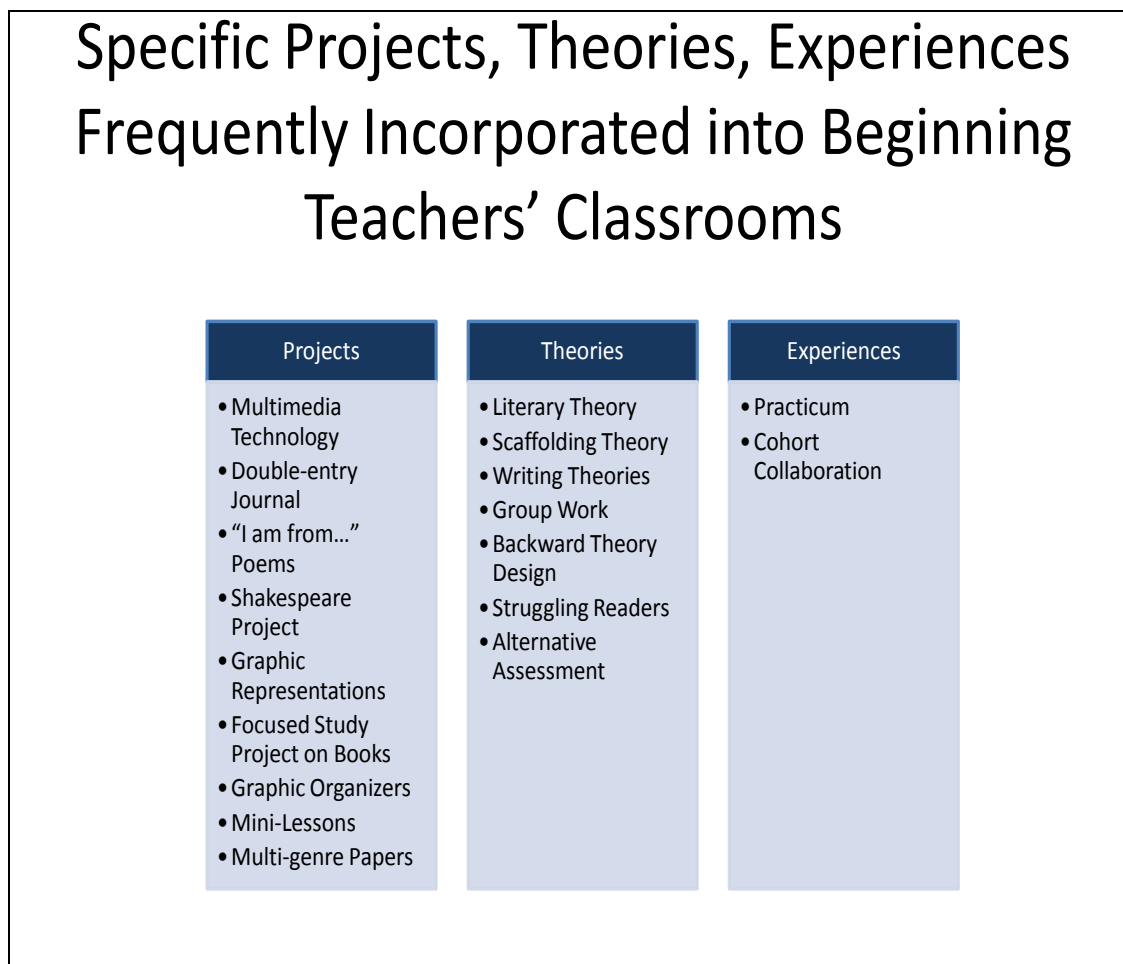 Specific Projects, Theories, Experiences
Frequently Incorporated into Beginning
Teachers’ Classrooms
Projects
•Multimedia
Technology
•Double-entry
Journal
•“I am from…”
Poems
•Shakespeare
Project
•Graphic
Representations
•Focused Study
Project on Books
•Graphic Organizers
•Mini-Lessons
•Multi-genre Papers
Theories
•Literary Theory
•Scaffolding Theory
•Writing Theories
•Group Work
•Backward Theory
Design
•Struggling Readers
•Alternative
Assessment
Experiences
•Practicum
•Cohort
Collaboration